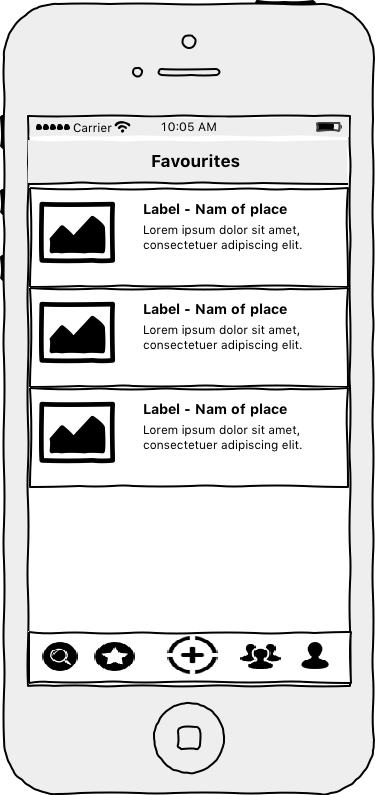 Carrier 10:05 AM
Favourites
Label - Nam of place
Lorem ipsum dolor sit amet,
consectetuer adipiscing elit.
Label - Nam of place
Lorem ipsum dolor sit amet,
consectetuer adipiscing elit.
Label - Nam of place
Lorem ipsum dolor sit amet,
consectetuer adipiscing elit.